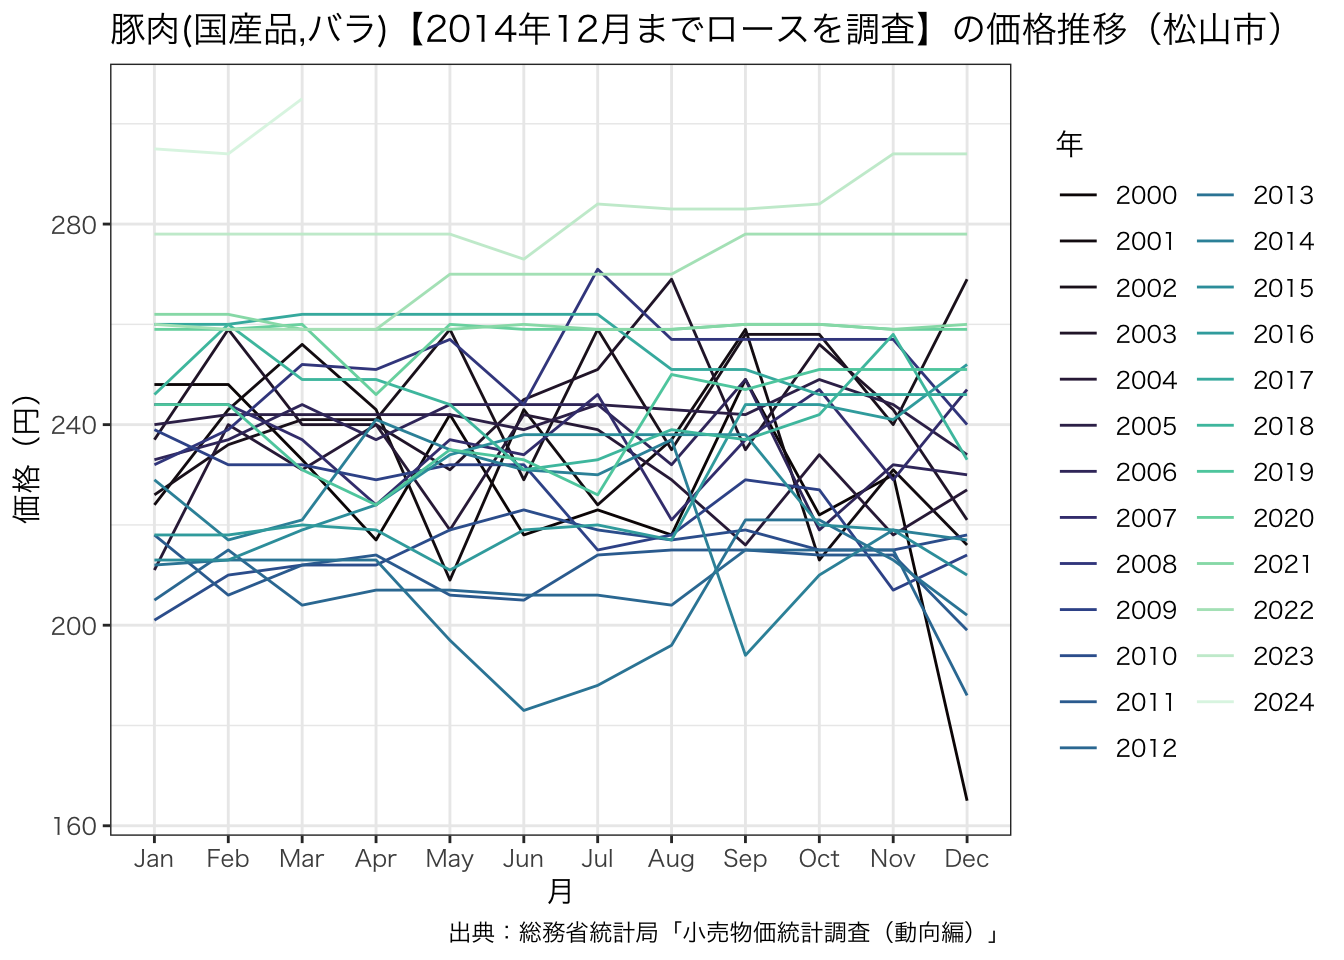 豚肉(国産品,バラ)【2014年12月までロースを調査】の価格推移（松山市）
価格（円）
280
240
200
160
Jan Feb Mar Apr May Jun Jul Aug Sep Oct Nov Dec
月
年
2000 2013
2001 2014
2002 2015
2003 2016
2004 2017
2005 2018
2006 2019
2007 2020
2008 2021
2009 2022
2010 2023
2011 2024
2012
出典：総務省統計局「小売物価統計調査（動向編）」